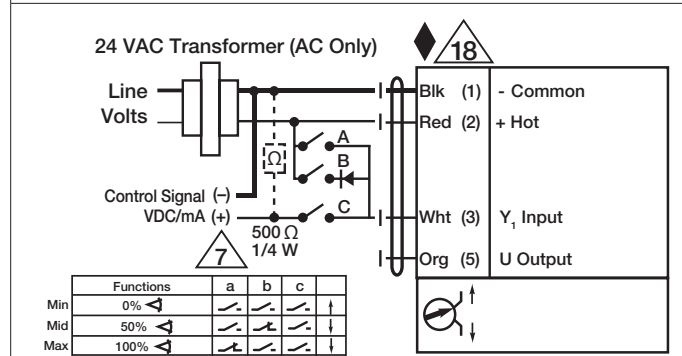 24 VAC Transformer (AC Only)
18
Line
Volts
Blk (1) - Common
Red (2) + Hot
A
B
C
Ω
Control Signal (–)
VDC/mA (+)
500 Ω
1/4 W
7
Wht (3) Y1 Input
Org (5) U Output
Functions a b c
Min 0%
Mid 50%
Max 100%